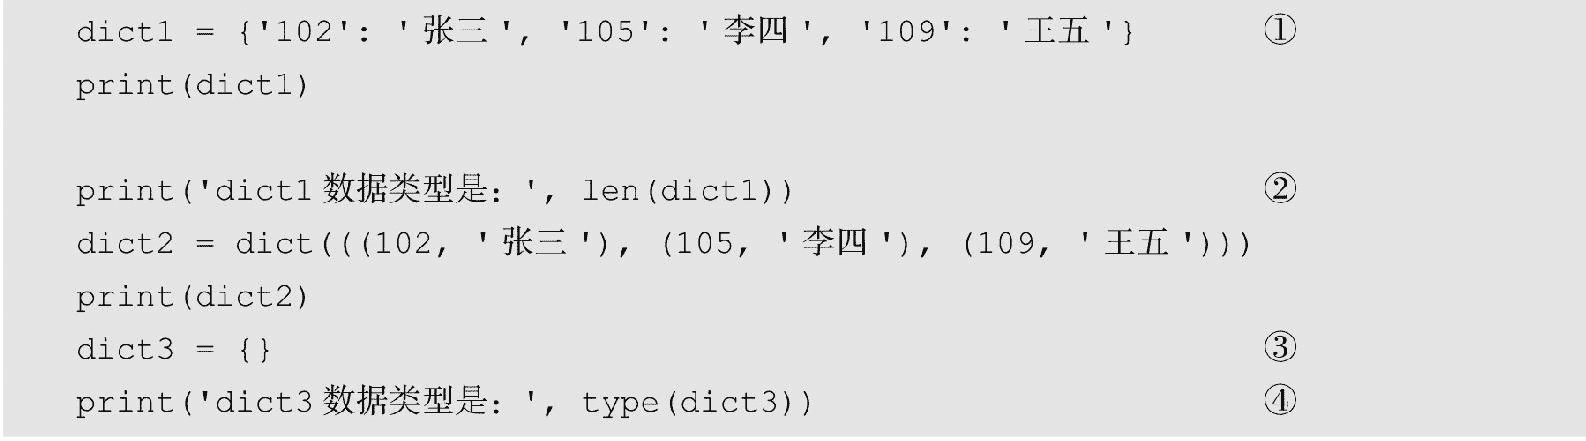 dict1 = {'102': '张三', '105': '李四', '109': '王五'} ①
print(dict1)
print('dict1数据类型是：', len(dict1)) ②
dict2 = dict(((102, '张三'), (105, '李四'), (109, '王五')))
print(dict2)
dict3 = {} ③
print('dict3数据类型是：', type(dict3)) ④